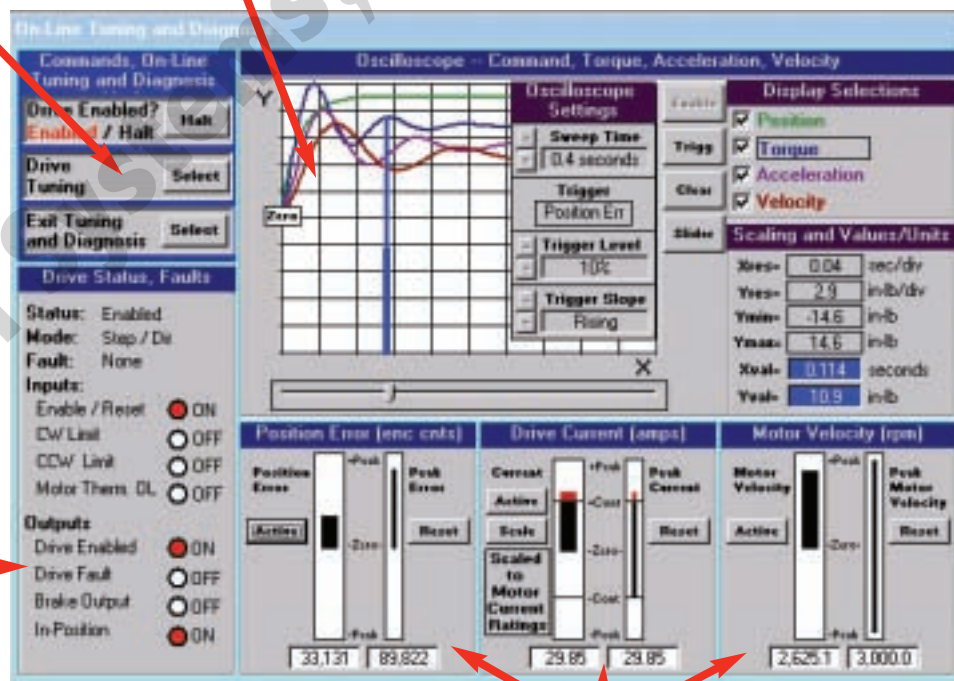 On-Line Tuning and Diagn
Commands, On-Line
Tuning and Diagnosis
Drive Enabled?
Enabled / Halt
Halt
Drive
Tuning
Select
Exit Tuning
and Diagnosis
Select
Drive Status, Faults
Status: Enabled
Mode: Step / Dir
Fault: None
Inputs:
Enable / Reset ON
CW Limit OFF
CCW Limit OFF
Motor Therm. OL OFF
Outputs
Drive Enabled ON
Drive Fault OFF
Brake Output OFF
In-Position ON
Oscilloscope -- Command, Torque, Acceleration, Velocity
Y
Zero
X
Oscilloscope
Settings
Sweep Time
0.4 seconds
Trigger
Position Err
Trigger Level
10%
Trigger Slope
Rising
Enable
Trigg
Clear
Slider
Display Selections
Position
Torque
Acceleration
Velocity
Scaling and Values/Units
Xres= 0.04 sec/div
Yres= 2.9 in-lb/div
Ymin= -14.6 in-lb
Ymax= 14.6 in-lb
Xval= 0.114 seconds
Yval= 10.9 in-lb
Position Error (enc cnts)
Position
Error
Active
+Peak
-Zero-
-Peak
Peak
Error
Reset
33,131 89,822
Drive Current (amps)
Current
Active
Scale
Scaled
to
Motor
Current
Ratings
+Peak
+Cont
-Zero-
-Cont
-Peak
Peak
Current
Reset
29.85 29.85
Motor Velocity (rpm)
Motor
Velocity
Active
+Peak
-Zero-
-Peak
Peak
Motor
Velocity
Reset
2,625.1 3,000.0
systems